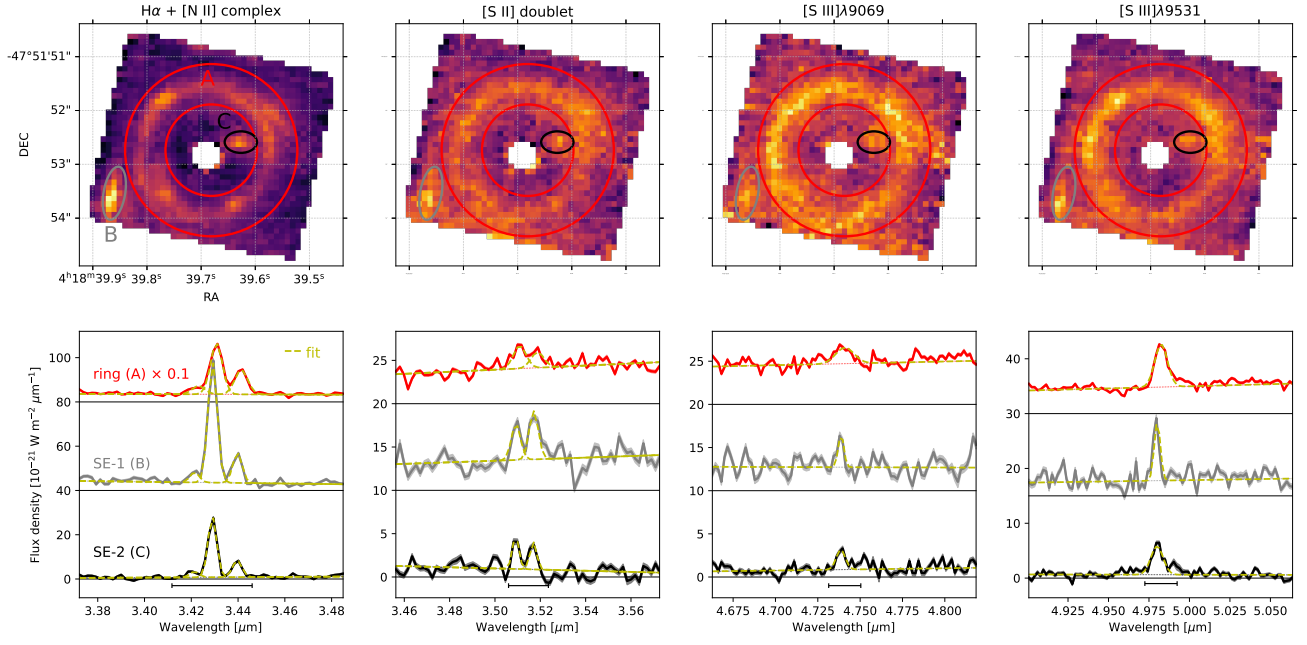 Hα + [N II] complex
[S II] doublet
[S III]λ9069
[S III]λ9531
A
C
B
-47°51'51"
52"
53"
54"
DEC
4ʰ18ᵐ39.9ˢ 39.8ˢ 39.7ˢ 39.6ˢ 39.5ˢ
RA
Flux density [10⁻²¹ W m⁻² μm⁻¹]
100
80
60
40
20
0
fit
ring (A) × 0.1
SE-1 (B)
SE-2 (C)
3.38 3.40 3.42 3.44 3.46 3.48
Wavelength [μm]
25
20
15
10
5
0
3.46 3.48 3.50 3.52 3.54 3.56
Wavelength [μm]
25
20
15
10
5
0
4.675 4.700 4.725 4.750 4.775 4.800
Wavelength [μm]
40
30
20
10
0
4.925 4.950 4.975 5.000 5.025 5.050
Wavelength [μm]